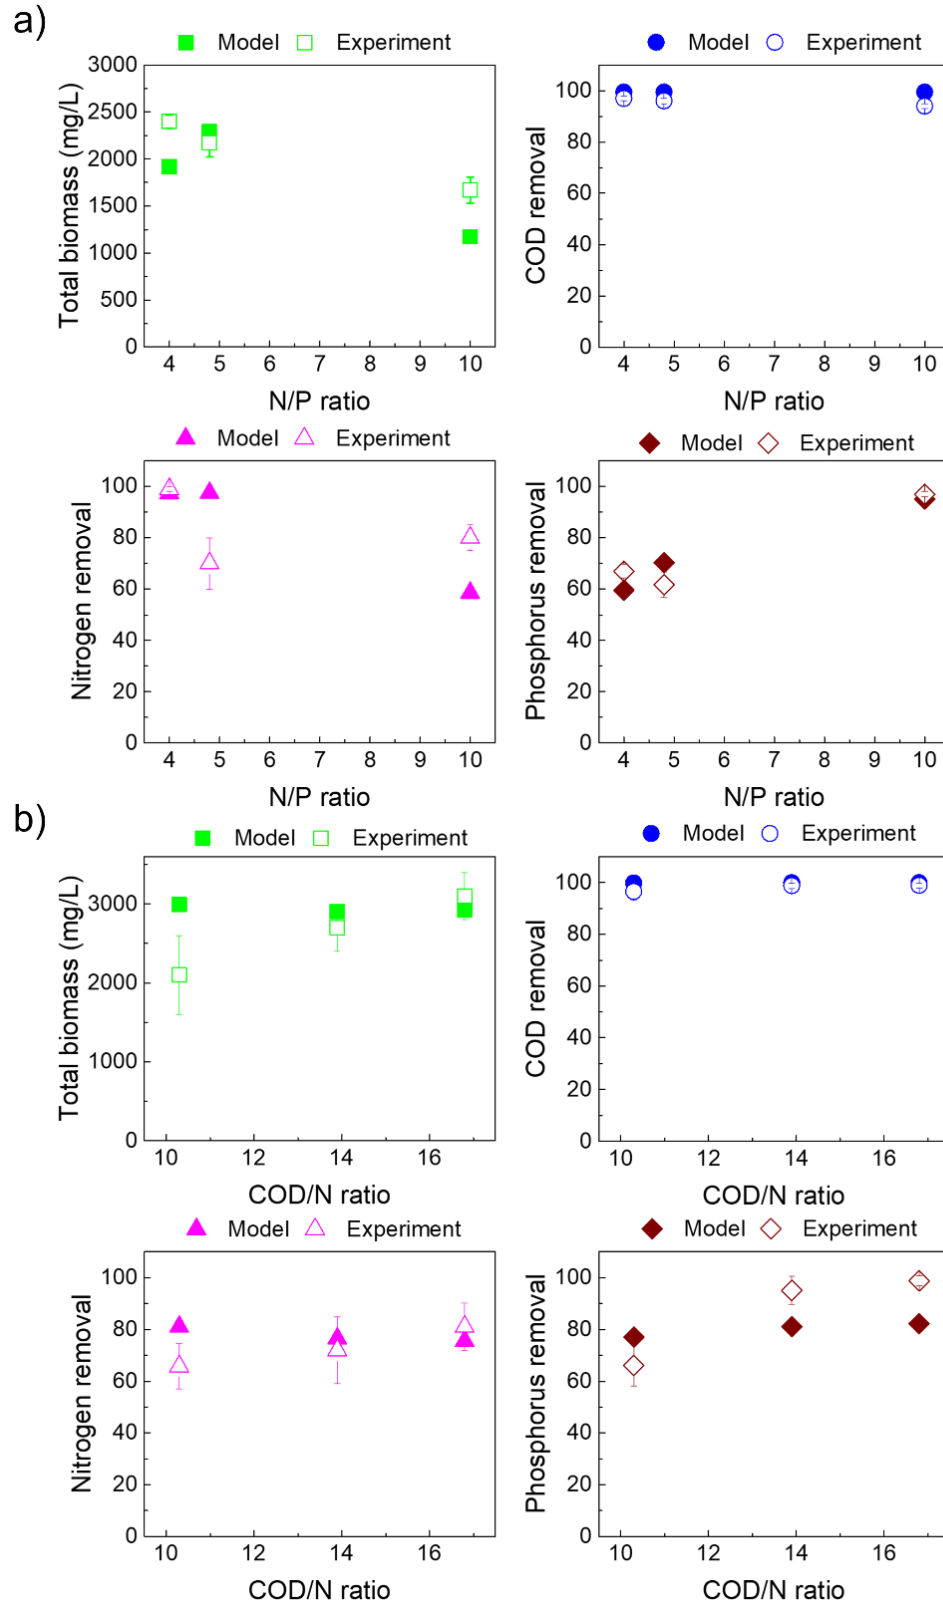 a)
Model Experiment
3000
2500
2000
1500
1000
500
0
4 5 6 7 8 9 10
Total biomass (mg/L)
N/P ratio
Model Experiment
100
80
60
40
20
0
4 5 6 7 8 9 10
COD removal
N/P ratio
Model Experiment
100
80
60
40
20
0
4 5 6 7 8 9 10
Nitrogen removal
N/P ratio
Model Experiment
100
80
60
40
20
0
4 5 6 7 8 9 10
Phosphorus removal
N/P ratio
b)
Model Experiment
3000
2000
1000
0
10 12 14 16
Total biomass (mg/L)
COD/N ratio
Model Experiment
100
80
60
40
20
0
10 12 14 16
COD removal
COD/N ratio
Model Experiment
100
80
60
40
20
0
10 12 14 16
Nitrogen removal
COD/N ratio
Model Experiment
100
80
60
40
20
0
10 12 14 16
Phosphorus removal
COD/N ratio